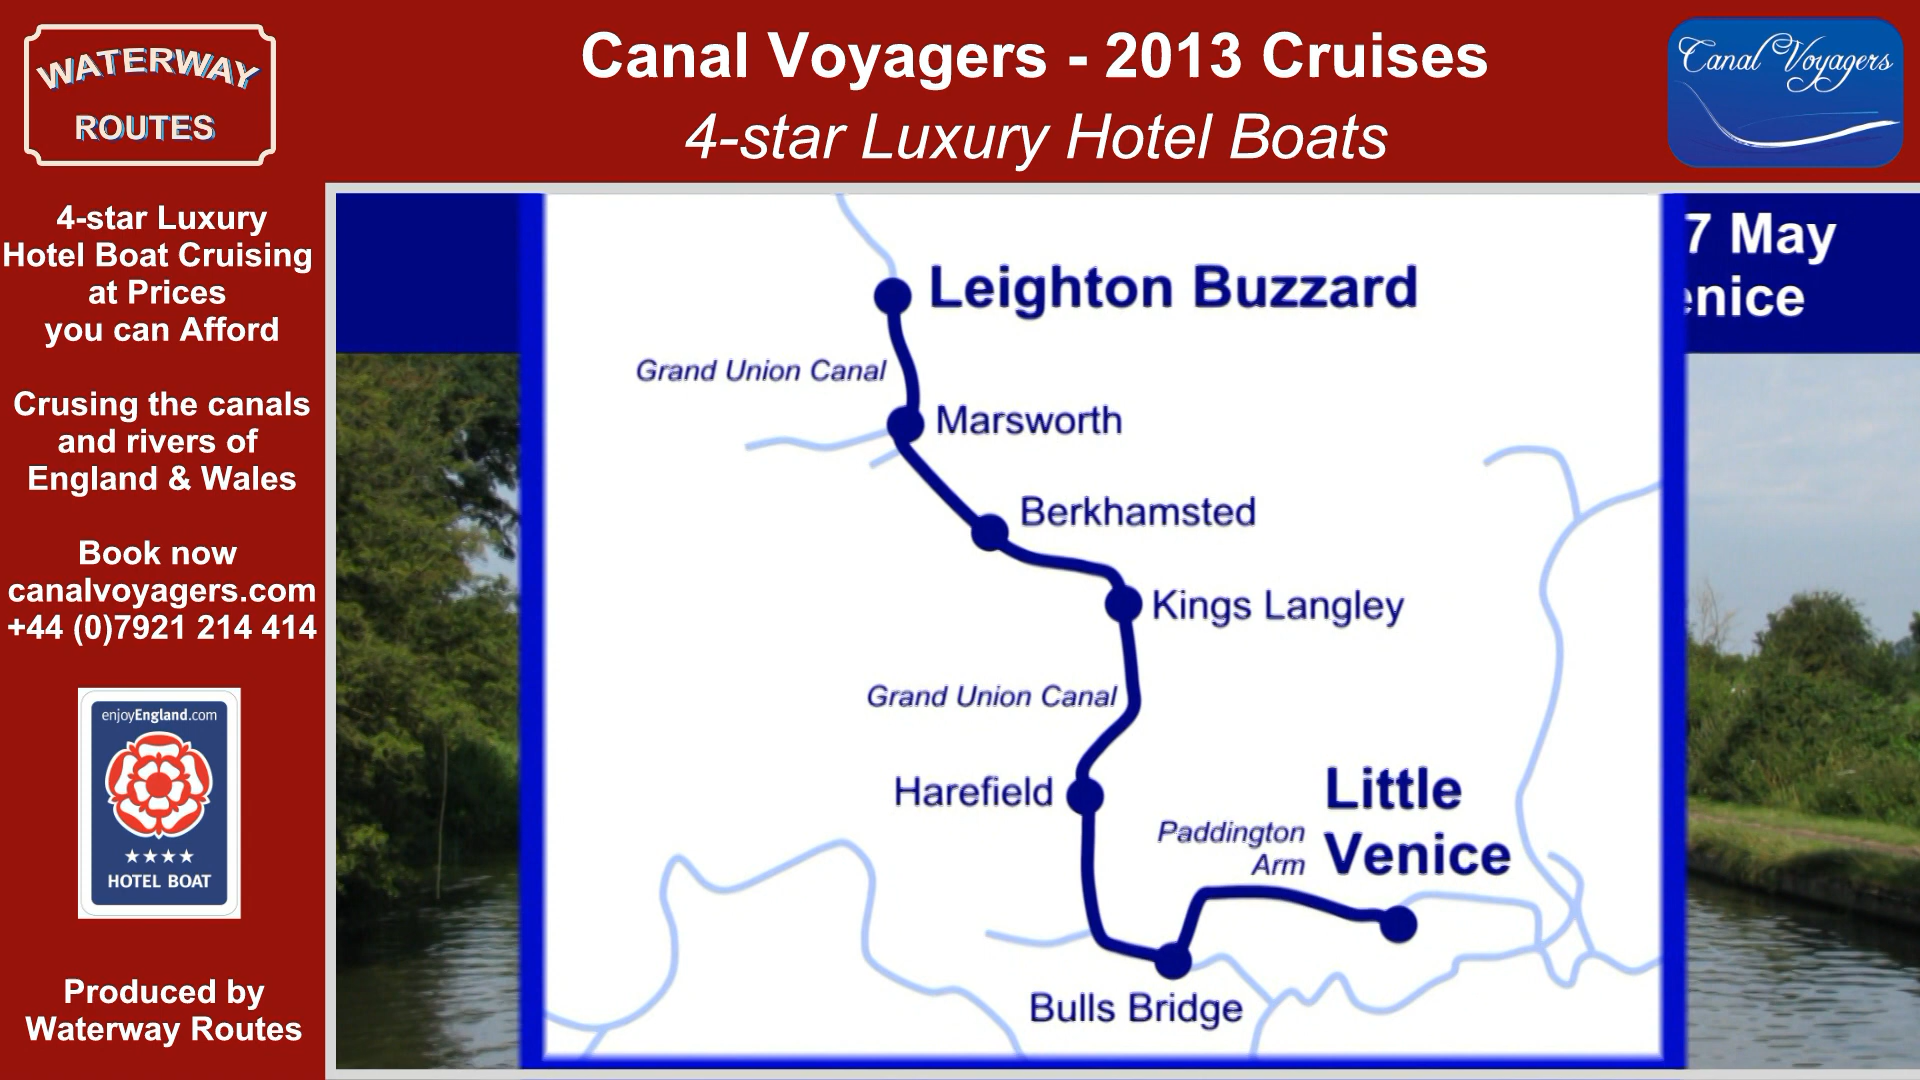 WATERWAY
ROUTES
Canal Voyagers - 2013 Cruises
4-star Luxury Hotel Boats
Canal Voyagers
4-star Luxury
Hotel Boat Cruising
at Prices
you can Afford
Crusing the canals
and rivers of
England & Wales
Book now
canalvoyagers.com
+44 (0)7921 214 414
enjoyEngland.com
★★★★
HOTEL BOAT
Produced by
Waterway Routes
7 May
enice
Leighton Buzzard
Grand Union Canal
Marsworth
Berkhamsted
Kings Langley
Grand Union Canal
Harefield
Little
Venice
Paddington
Arm
Bulls Bridge